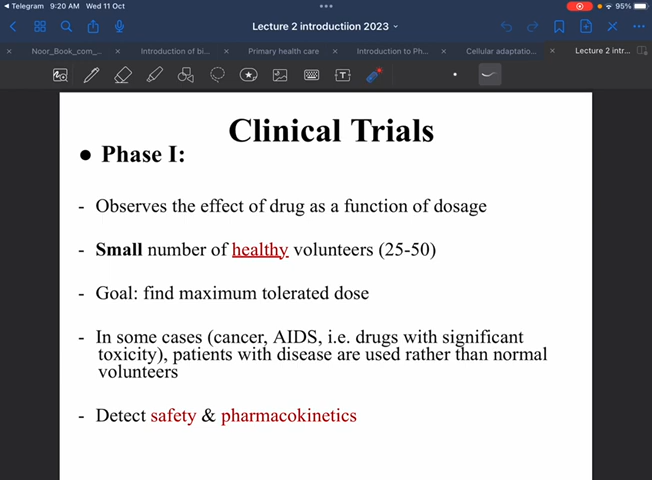 Telegram 9:20 AM Wed 11 Oct 95%
Lecture 2 introductiion 2023
Noor_Book_com_... Introduction of bi... Primary health care Introduction to Ph... Cellular adaptatio... Lecture 2 intr...
Clinical Trials
● Phase I:
- Observes the effect of drug as a function of dosage
- Small number of healthy volunteers (25-50)
- Goal: find maximum tolerated dose
- In some cases (cancer, AIDS, i.e. drugs with significant
toxicity), patients with disease are used rather than normal
volunteers
- Detect safety & pharmacokinetics